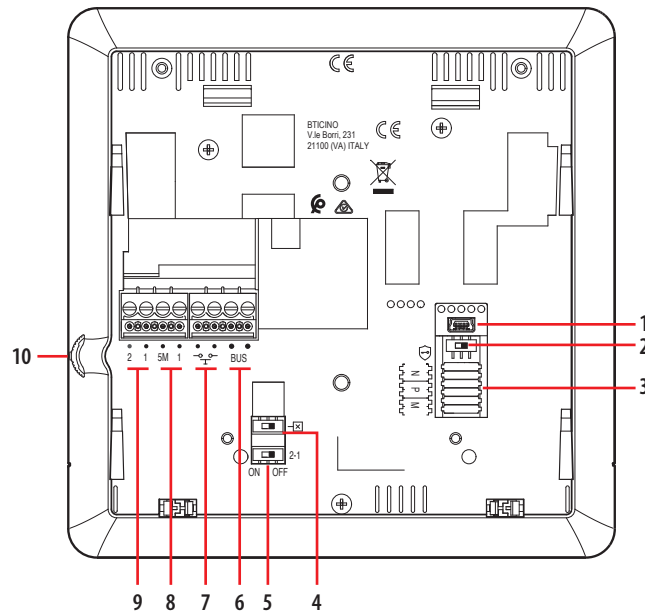 CE
BTICINO
V.le Borri, 231
21100 (VA) ITALY
CE
1
2
3
N
P
M
10
2 1 5M 1 BUS
2-1
ON OFF
9 8 7 6 5 4